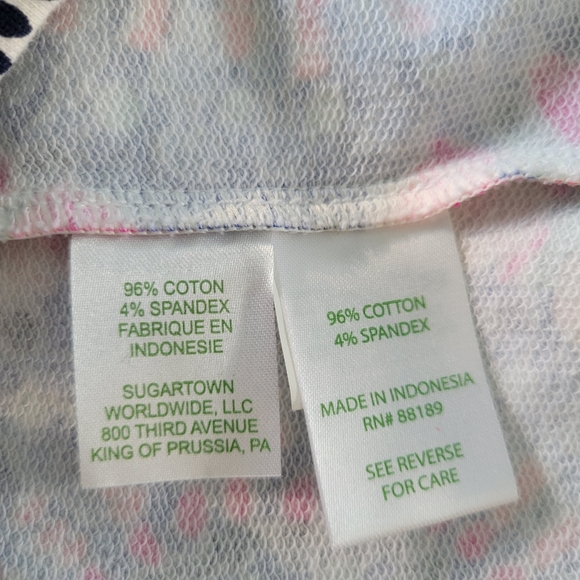 96% COTON
4% SPANDEX
FABRIQUE EN
INDONESIE
SUGARTOWN
WORLDWIDE, LLC
800 THIRD AVENUE
KING OF PRUSSIA, PA
96% COTTON
4% SPANDEX
MADE IN INDONESIA
RN# 88189
SEE REVERSE
FOR CARE